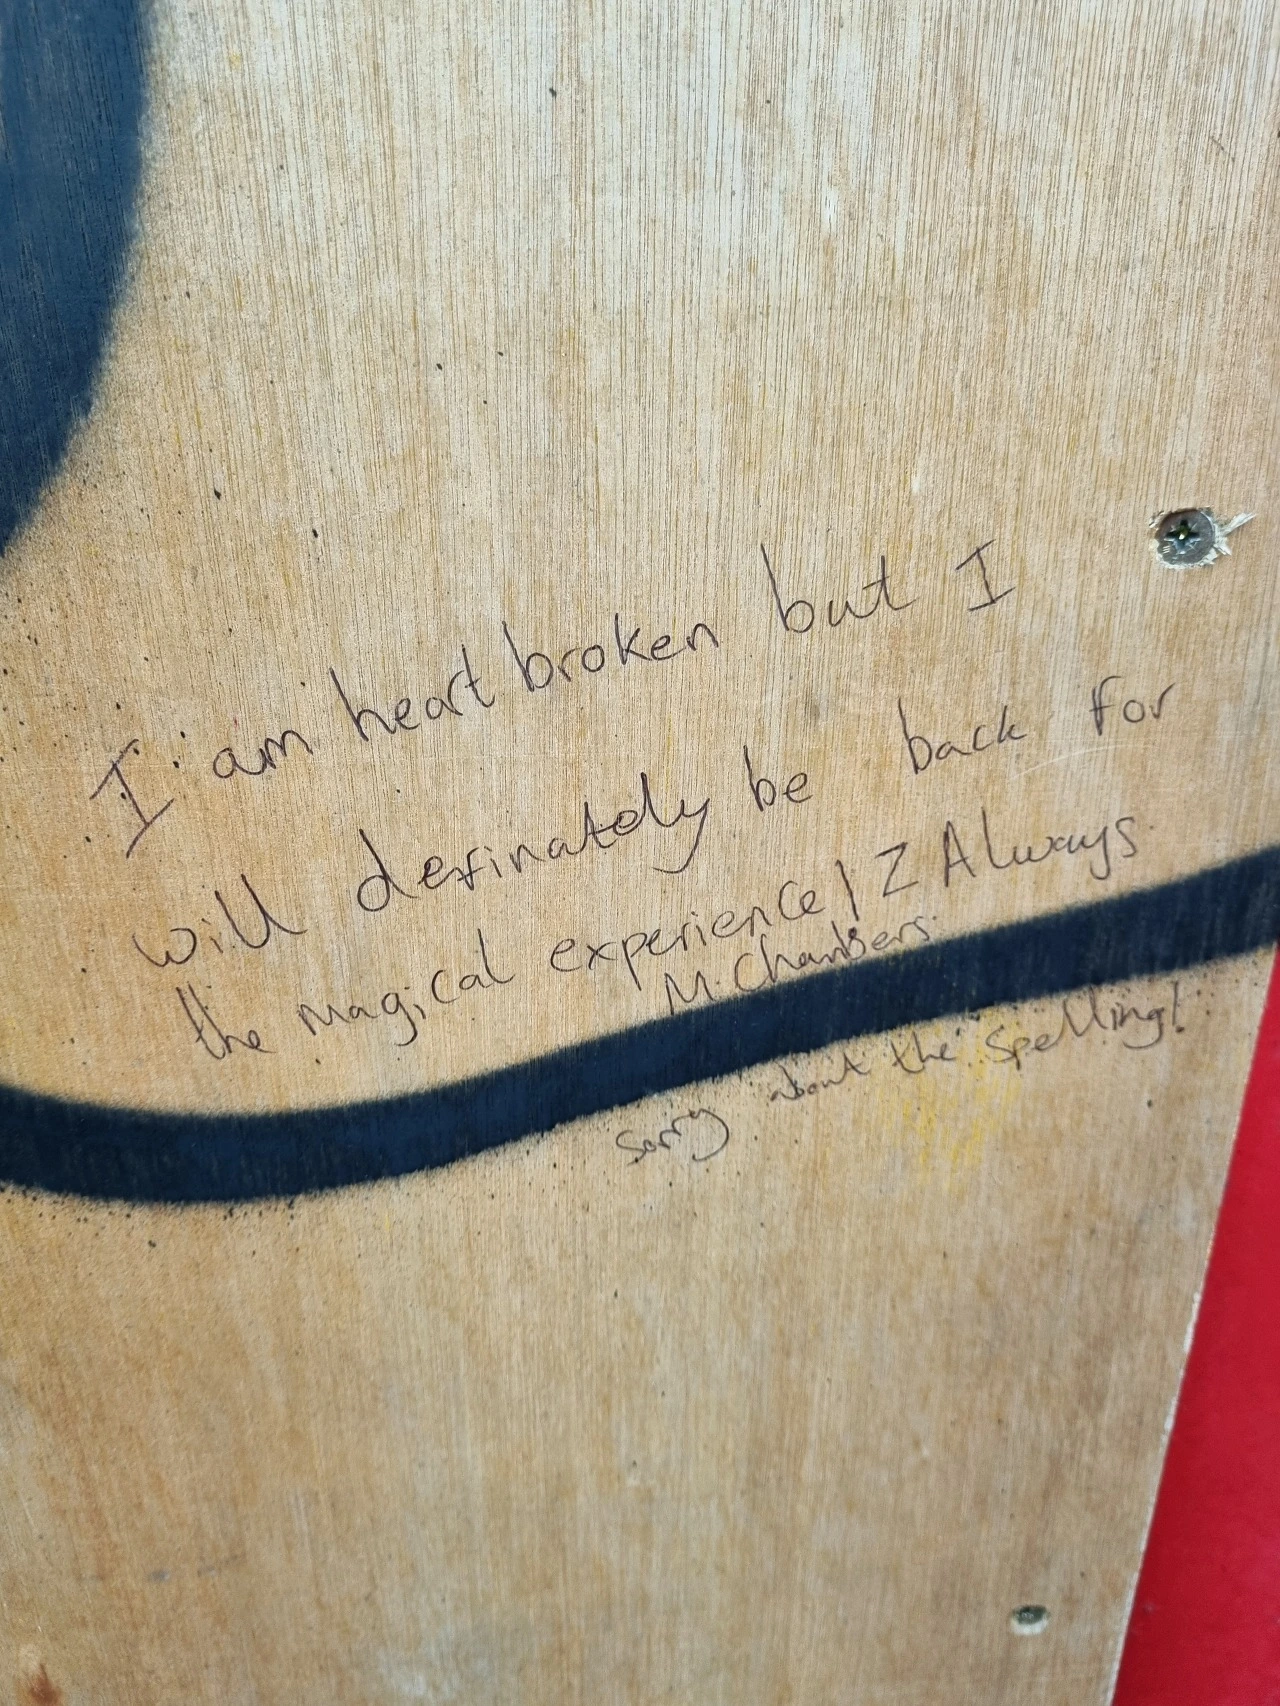 I am heart broken but I
will definately be back for
the magical experience / Z Always
M. Chambers.
Sorry about the spelling!